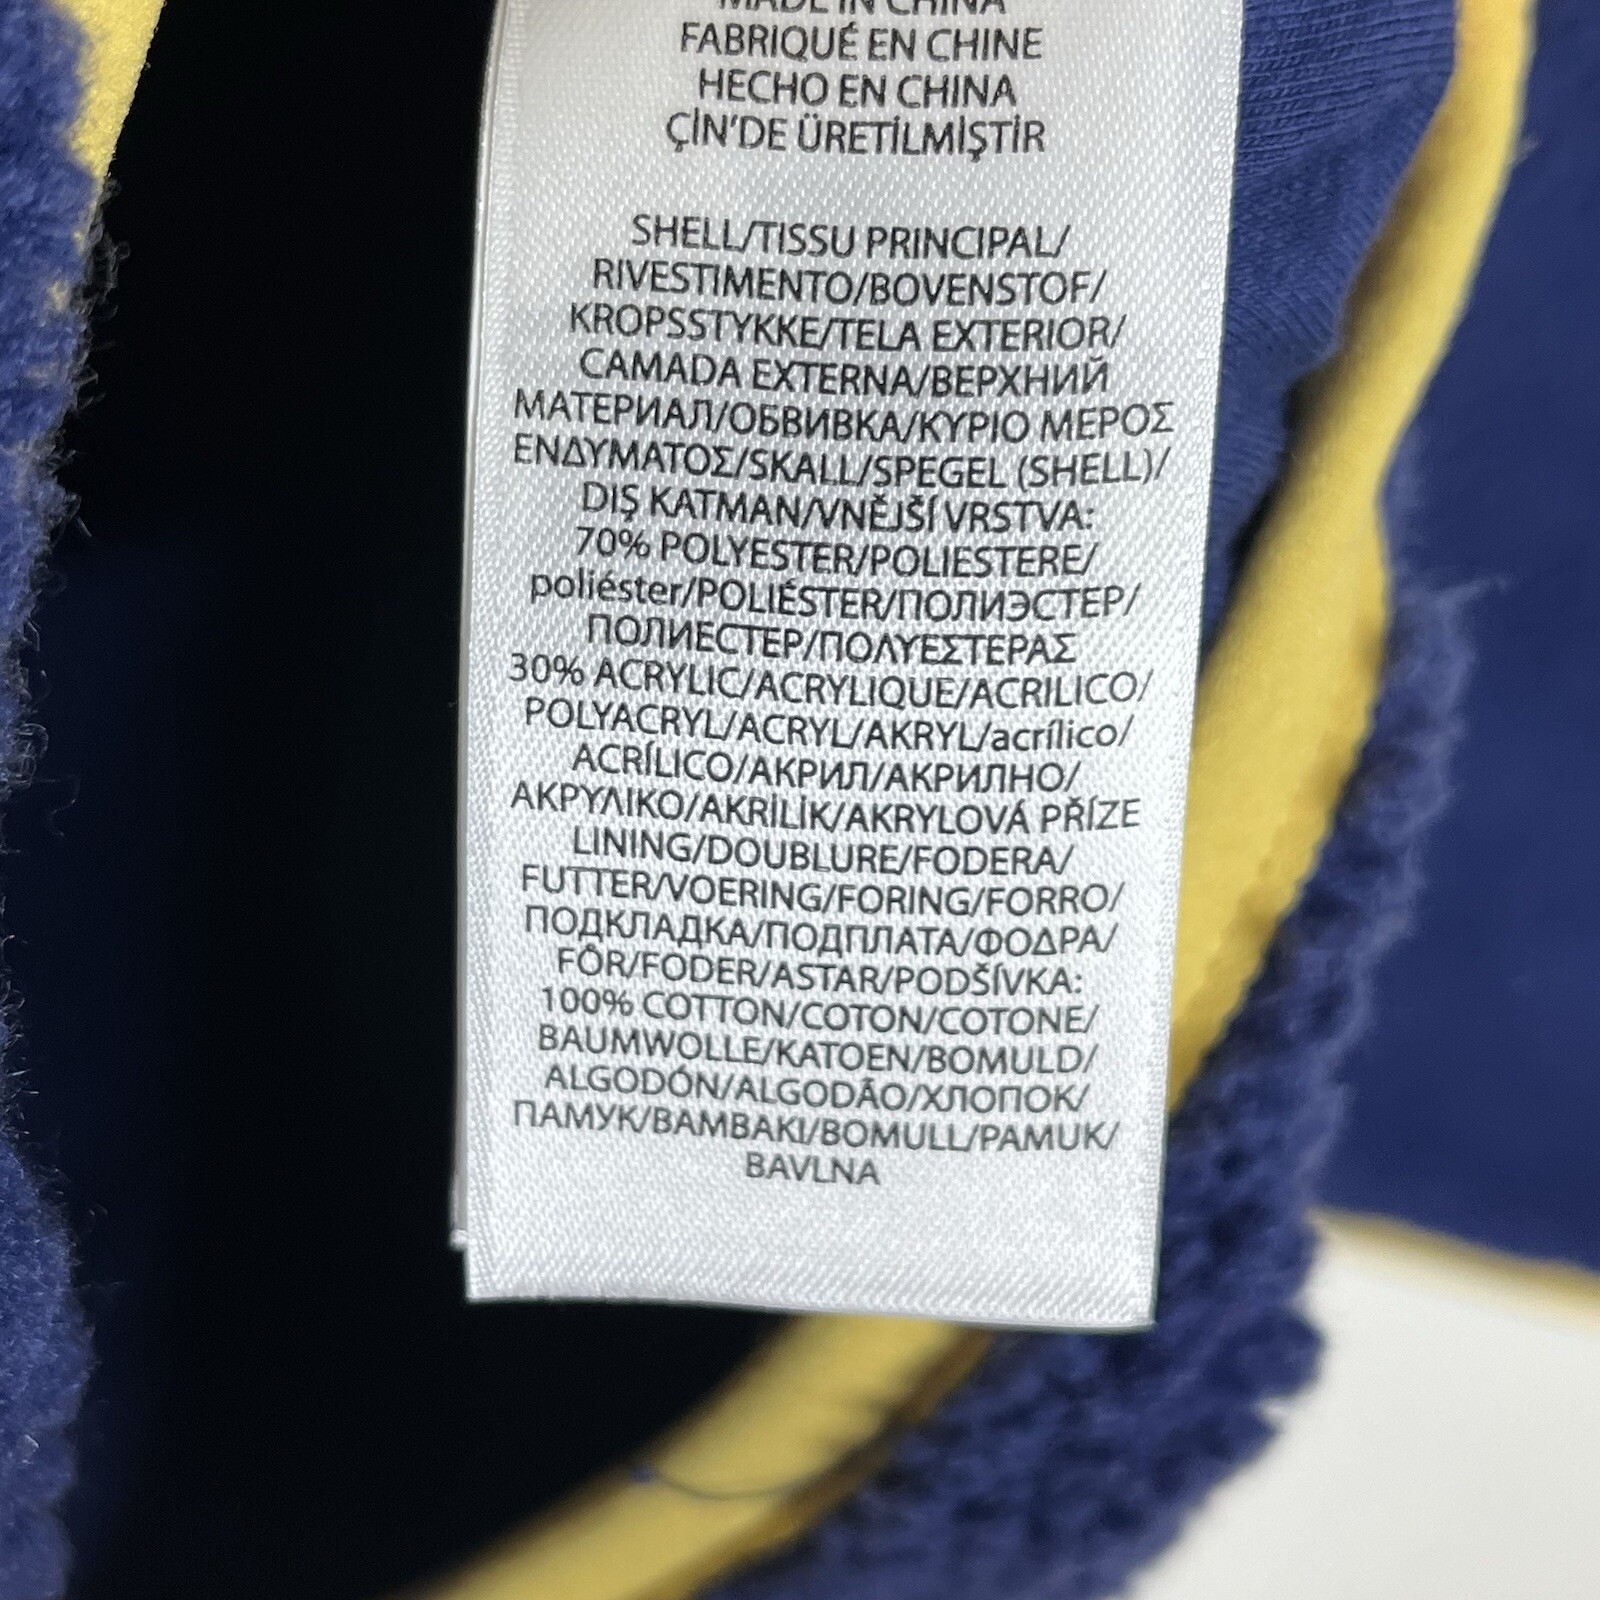 MADE IN CHINA
FABRIQUÉ EN CHINE
HECHO EN CHINA
ÇİN'DE ÜRETİLMİŞTİR
SHELL/TISSU PRINCIPAL/
RIVESTIMENTO/BOVENSTOF/
KROPSSTYKKE/TELA EXTERIOR/
CAMADA EXTERNA/ВЕРХНИЙ
МАТЕРИАЛ/ОБВИВКА/ΚΥΡΙΟ ΜΕΡΟΣ
ΕΝΔΥΜΑΤΟΣ/SKALL/SPEGEL (SHELL)/
DIŞ KATMAN/VNĚJŠÍ VRSTVA:
70% POLYESTER/POLIESTERE/
poliéster/POLIÉSTER/ПОЛИЭСТЕР/
ПОЛИЕСТЕР/ΠΟΛΥΕΣΤΕΡΑΣ
30% ACRYLIC/ACRYLIQUE/ACRILICO/
POLYACRYL/ACRYL/AKRYL/acrílico/
ACRÍLICO/АКРИЛ/АКРИЛНО/
ΑΚΡΥΛΙΚΟ/AKRİLİK/AKRYLOVÁ PŘÍZE
LINING/DOUBLURE/FODERA/
FUTTER/VOERING/FORING/FORRO/
ПОДКЛАДКА/ПОДПЛАТА/ΦΟΔΡΑ/
FÔR/FODER/ASTAR/PODŠÍVKA:
100% COTTON/COTON/COTONE/
BAUMWOLLE/KATOEN/BOMULD/
ALGODÓN/ALGODÃO/ХЛОПОК/
ПАМУК/ΒΑΜΒΑΚΙ/BOMULL/PAMUK/
BAVLNA